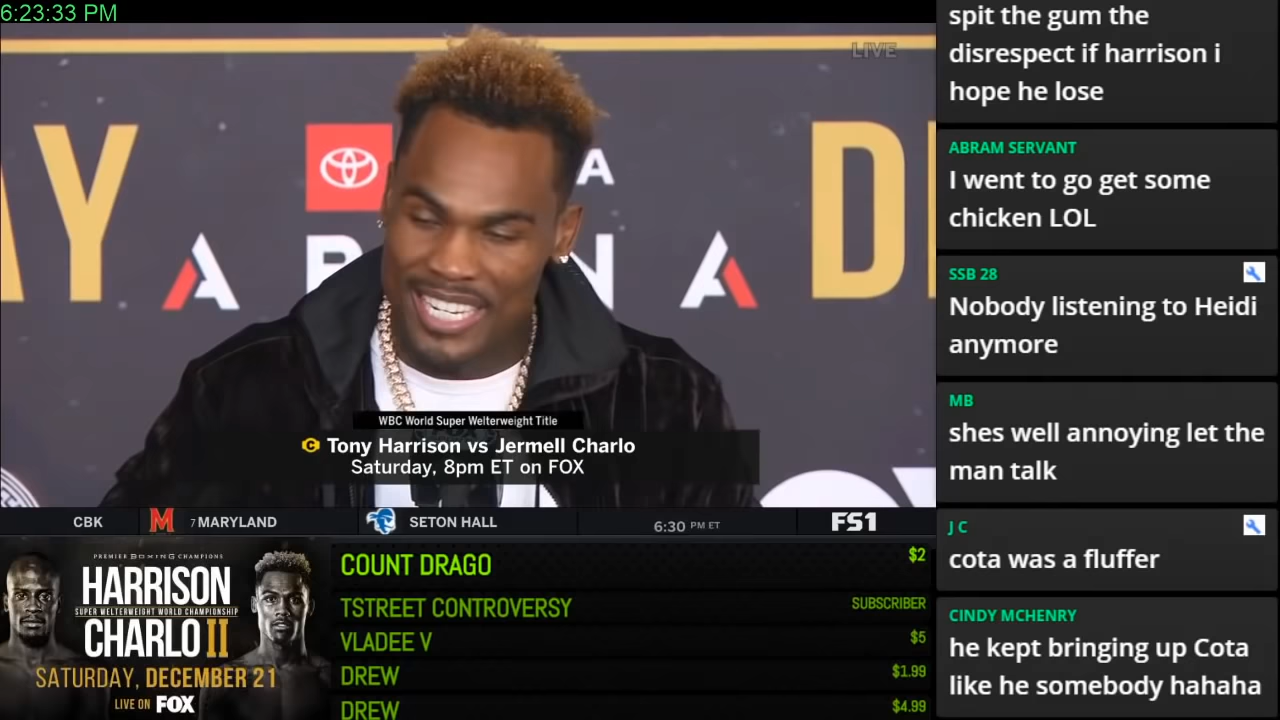 6:23:33 PM
LIVE
AY
D
A
ARENA
A
WBC World Super Welterweight Title
C Tony Harrison vs Jermell Charlo
Saturday, 8pm ET on FOX
CBK
M 7 MARYLAND
SETON HALL
6:30 PM ET
FS1
PREMIER BOXING CHAMPIONS
HARRISON
SUPER WELTERWEIGHT WORLD CHAMPIONSHIP
CHARLO II
SATURDAY, DECEMBER 21
LIVE ON FOX
COUNT DRAGO $2
TSTREET CONTROVERSY SUBSCRIBER
VLADEE V $5
DREW $1.99
DREW $4.99
spit the gum the
disrespect if harrison i
hope he lose
ABRAM SERVANT
I went to go get some
chicken LOL
SSB 28
Nobody listening to Heidi
anymore
MB
shes well annoying let the
man talk
J C
cota was a fluffer
CINDY MCHENRY
he kept bringing up Cota
like he somebody hahaha